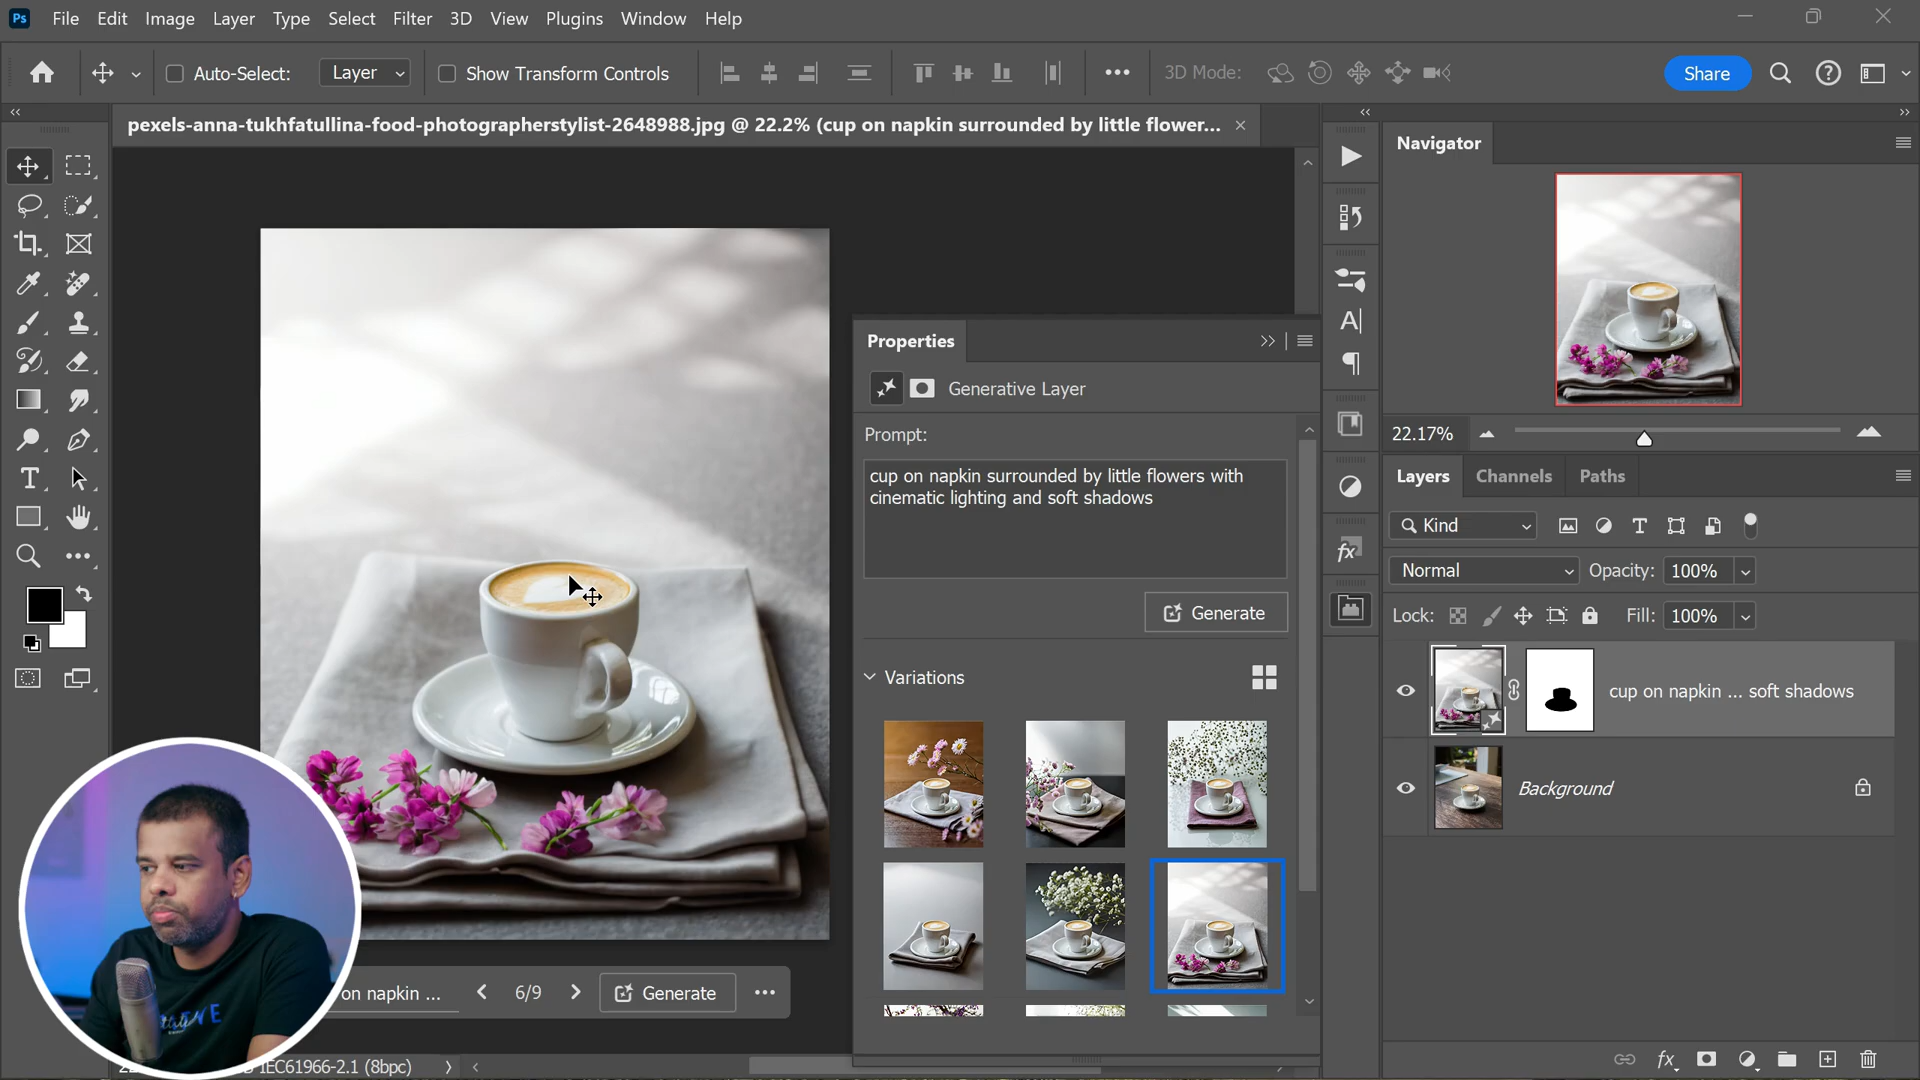 Ps File Edit Image Layer Type Select Filter 3D View Plugins Window Help
Auto-Select: Layer Show Transform Controls 3D Mode: Share
pexels-anna-tukhfatullina-food-photographerstylist-2648988.jpg @ 22.2% (cup on napkin surrounded by little flower...
Navigator
22.17%
Properties
Generative Layer
Prompt:
cup on napkin surrounded by little flowers with
cinematic lighting and soft shadows
Generate
Variations
Layers Channels Paths
Kind
Normal Opacity: 100%
Lock: Fill: 100%
cup on napkin ... soft shadows
Background
on napkin ... 6/9 Generate
IEC61966-2.1 (8bpc)